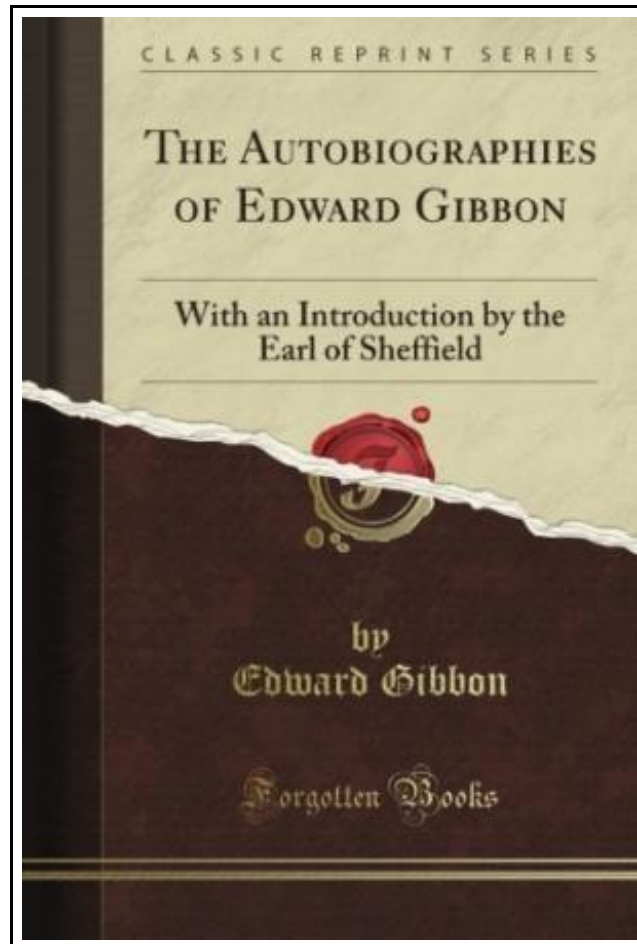 CLASSIC REPRINT SERIES
THE AUTOBIOGRAPHIES
OF EDWARD GIBBON
With an Introduction by the
Earl of Sheffield
F
by
Edward Gibbon
Forgotten Books